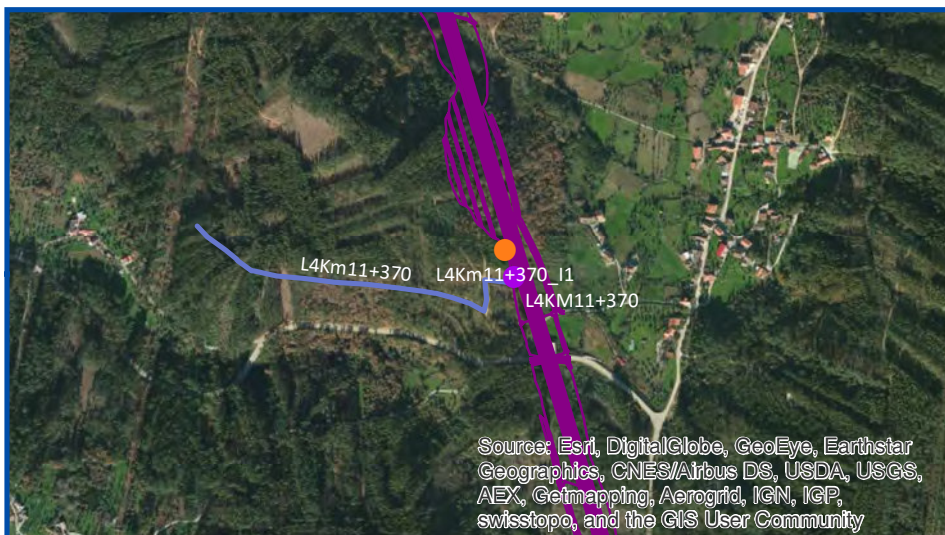 L4Km11+370
L4Km11+370_I1
L4KM11+370
Source: Esri, DigitalGlobe, GeoEye, Earthstar
Geographics, CNES/Airbus DS, USDA, USGS,
AEX, Getmapping, Aerogrid, IGN, IGP,
swisstopo, and the GIS User Community